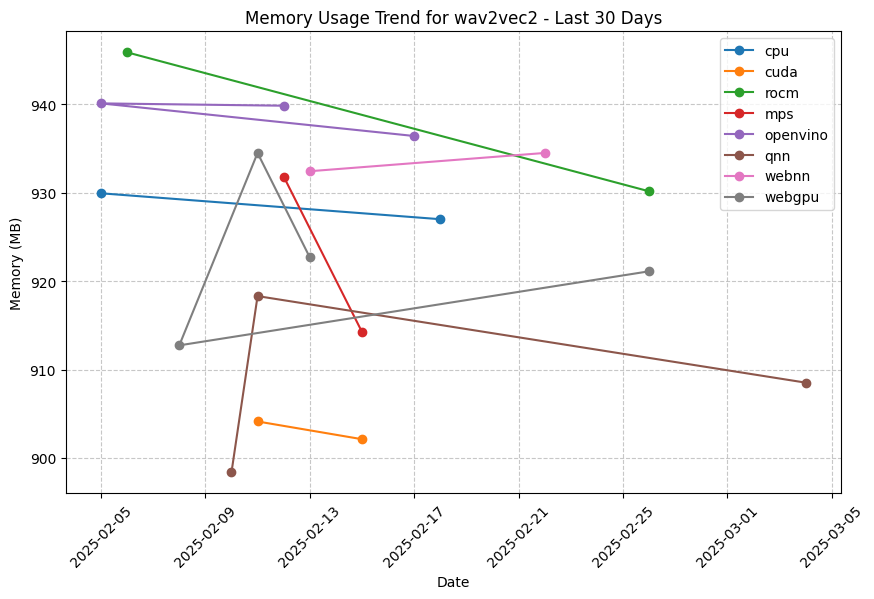 Memory Usage Trend for wav2vec2 - Last 30 Days
cpu
cuda
rocm
mps
openvino
qnn
webnn
webgpu
Memory (MB)
940
930
920
910
900
2025-02-05
2025-02-09
2025-02-13
2025-02-17
2025-02-21
2025-02-25
2025-03-01
2025-03-05
Date